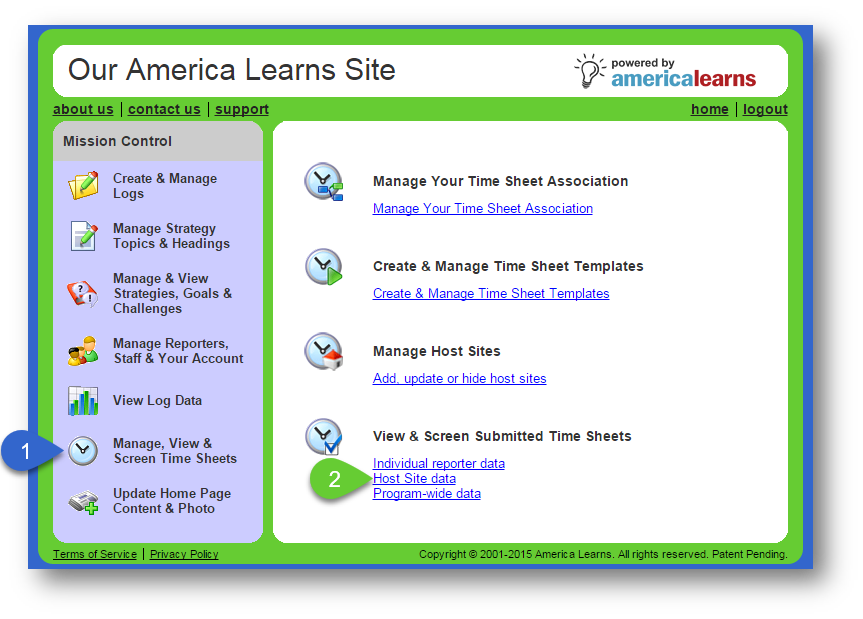 Our America Learns Site
powered by
americalearns
about us | contact us | support
home | logout
Mission Control
Create & Manage
Logs
Manage Strategy
Topics & Headings
Manage & View
Strategies, Goals &
Challenges
Manage Reporters,
Staff & Your Account
View Log Data
1
Manage, View &
Screen Time Sheets
Update Home Page
Content & Photo
Manage Your Time Sheet Association
Manage Your Time Sheet Association
Create & Manage Time Sheet Templates
Create & Manage Time Sheet Templates
Manage Host Sites
Add, update or hide host sites
View & Screen Submitted Time Sheets
Individual reporter data
2
Host Site data
Program-wide data
Terms of Service | Privacy Policy
Copyright © 2001-2015 America Learns. All rights reserved. Patent Pending.